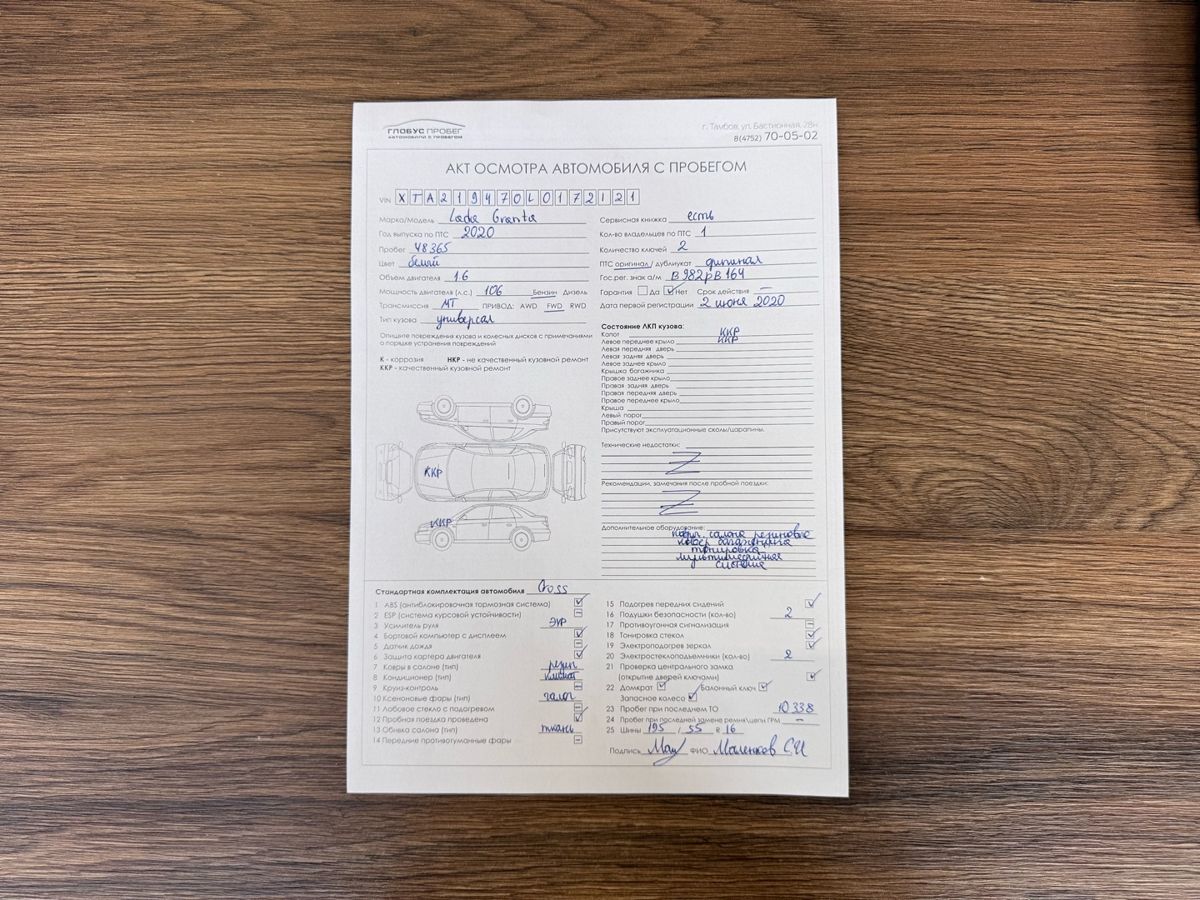 ГЛОБУС ПРОБЕГ
АВТОМОБИЛИ С ПРОБЕГОМ
г. Тамбов, ул. Бастионная, 28н
8(4752) 70-05-02
АКТ ОСМОТРА АВТОМОБИЛЯ С ПРОБЕГОМ
VIN XTA219470L0172121
Марка/Модель Lada Granta
Год выпуска по ПТС 2020
Пробег 48365
Цвет белый
Объем двигателя 1.6
Мощность двигателя (л.с.) 106 Бензин Дизель
Трансмиссия МТ ПРИВОД: AWD FWD RWD
Тип кузова универсал
Опишите повреждения кузова и колесных дисков с примечаниями
о порядке устранения повреждений
К - коррозия НКР - не качественный кузовной ремонт
ККР - качественный кузовной ремонт
ККР
ККР
Сервисная книжка есть
Кол-во владельцев по ПТС 1
Количество ключей 2
ПТС оригинал / дубликат оригинал
Гос.рег. знак а/м В982рВ164
Гарантия Да Нет Срок действия —
Дата первой регистрации 2 июня 2020
Состояние ЛКП кузова:
Капот ККР
Левое переднее крыло ККР
Левая передняя дверь
Левая задняя дверь
Левое заднее крыло
Крышка багажника
Правое заднее крыло
Правая задняя дверь
Правая передняя дверь
Правое переднее крыло
Крыша
Левый порог
Правый порог
Присутствуют эксплуатационные сколы/царапины.
Технические недостатки:
Z
Рекомендации, замечания после пробной поездки:
Z
Дополнительное оборудование:
салона резиновые
багажника
тонировка
мультимедийная
система
Стандартная комплектация автомобиля Cross
1 ABS (антиблокировочная тормозная система)
2 ESP (система курсовой устойчивости)
3 Усилитель руля ЭУР
4 Бортовой компьютер с дисплеем
5 Датчик дождя
6 Защита картера двигателя
7 Ковры в салоне (тип) резин
8 Кондиционер (тип) климат
9 Круиз-контроль
10 Ксеноновые фары (тип) галог
11 Лобовое стекло с подогревом
12 Пробная поездка проведена
13 Обивка салона (тип) ткань
14 Передние противотуманные фары
15 Подогрев передних сидений
16 Подушки безопасности (кол-во) 2
17 Противоугонная сигнализация
18 Тонировка стекол
19 Электроподогрев зеркал
20 Электростеклоподъемники (кол-во) 2
21 Проверка центрального замка
(открытие дверей ключами)
22 Домкрат Балонный ключ
Запасное колесо
23 Пробег при последнем ТО 10338
24 Пробег при последней замене ремня/цепи ГРМ —
25 Шины 195 / 55 R 16
Подпись ФИО Маленков С.И